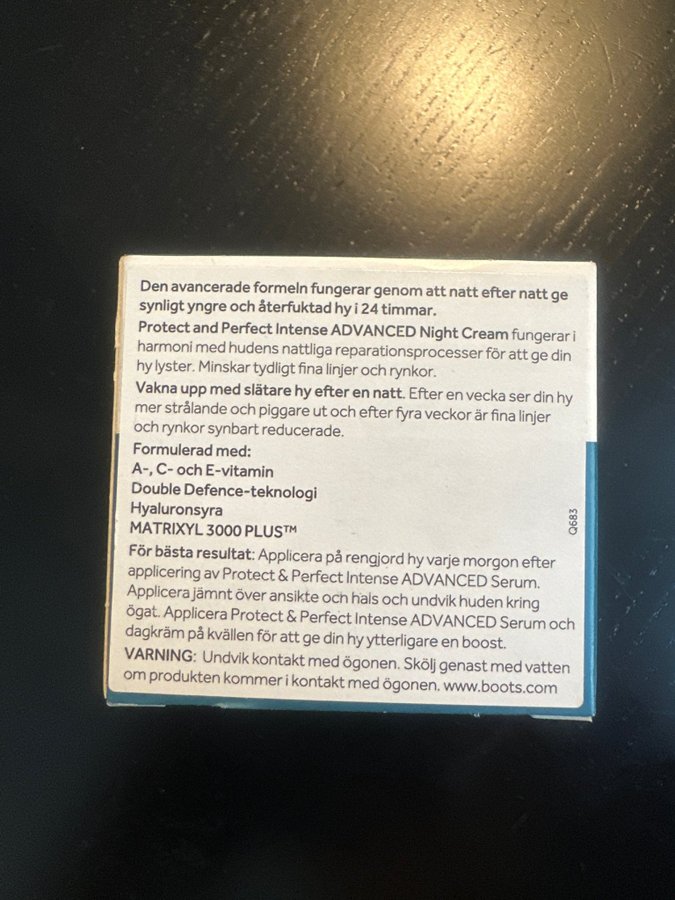 Den avancerade formeln fungerar genom att natt efter natt ge
synligt yngre och återfuktad hy i 24 timmar.
Protect and Perfect Intense ADVANCED Night Cream fungerar i
harmoni med hudens nattliga reparationsprocesser för att ge din
hy lyster. Minskar tydligt fina linjer och rynkor.
Vakna upp med slätare hy efter en natt. Efter en vecka ser din hy
mer strålande och piggare ut och efter fyra veckor är fina linjer
och rynkor synbart reducerade.
Formulerad med:
A-, C- och E-vitamin
Double Defence-teknologi
Hyaluronsyra
MATRIXYL 3000 PLUS™
För bästa resultat: Applicera på rengjord hy varje morgon efter
applicering av Protect & Perfect Intense ADVANCED Serum.
Applicera jämnt över ansikte och hals och undvik huden kring
ögat. Applicera Protect & Perfect Intense ADVANCED Serum och
dagkräm på kvällen för att ge din hy ytterligare en boost.
VARNING: Undvik kontakt med ögonen. Skölj genast med vatten
om produkten kommer i kontakt med ögonen. www.boots.com
Q683